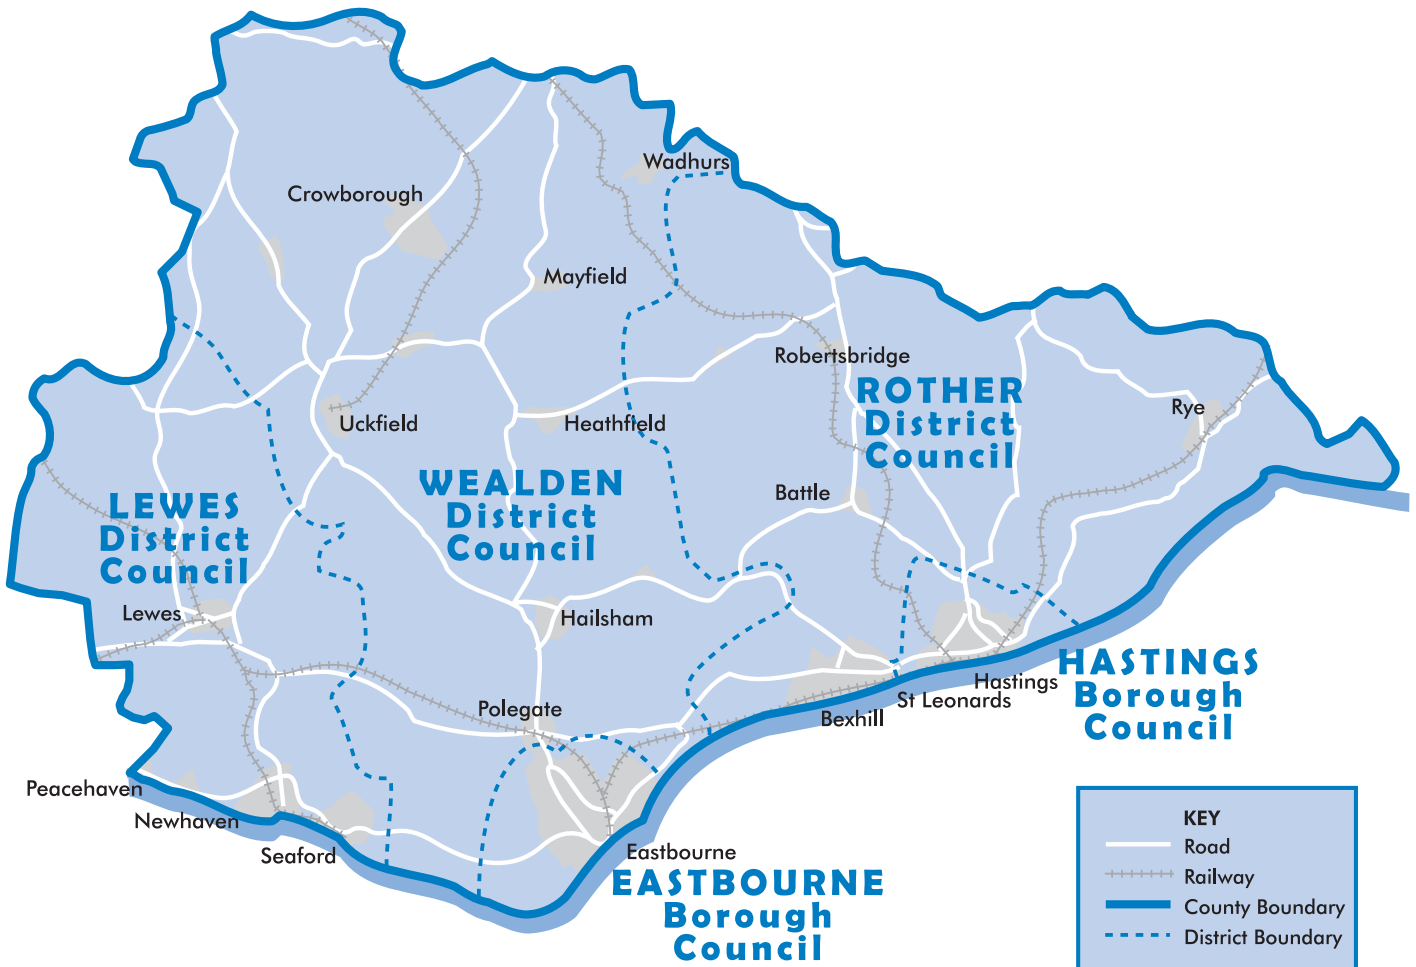 Wadhurs
Crowborough
Mayfield
Robertsbridge
ROTHER
District
Council
Rye
Uckfield
Heathfield
WEALDEN
District
Council
Battle
LEWES
District
Council
Lewes
Hailsham
HASTINGS
Borough
Council
Hastings
St Leonards
Bexhill
Polegate
Peacehaven
Newhaven
Seaford
Eastbourne
EASTBOURNE
Borough
Council
KEY
Road
Railway
County Boundary
District Boundary